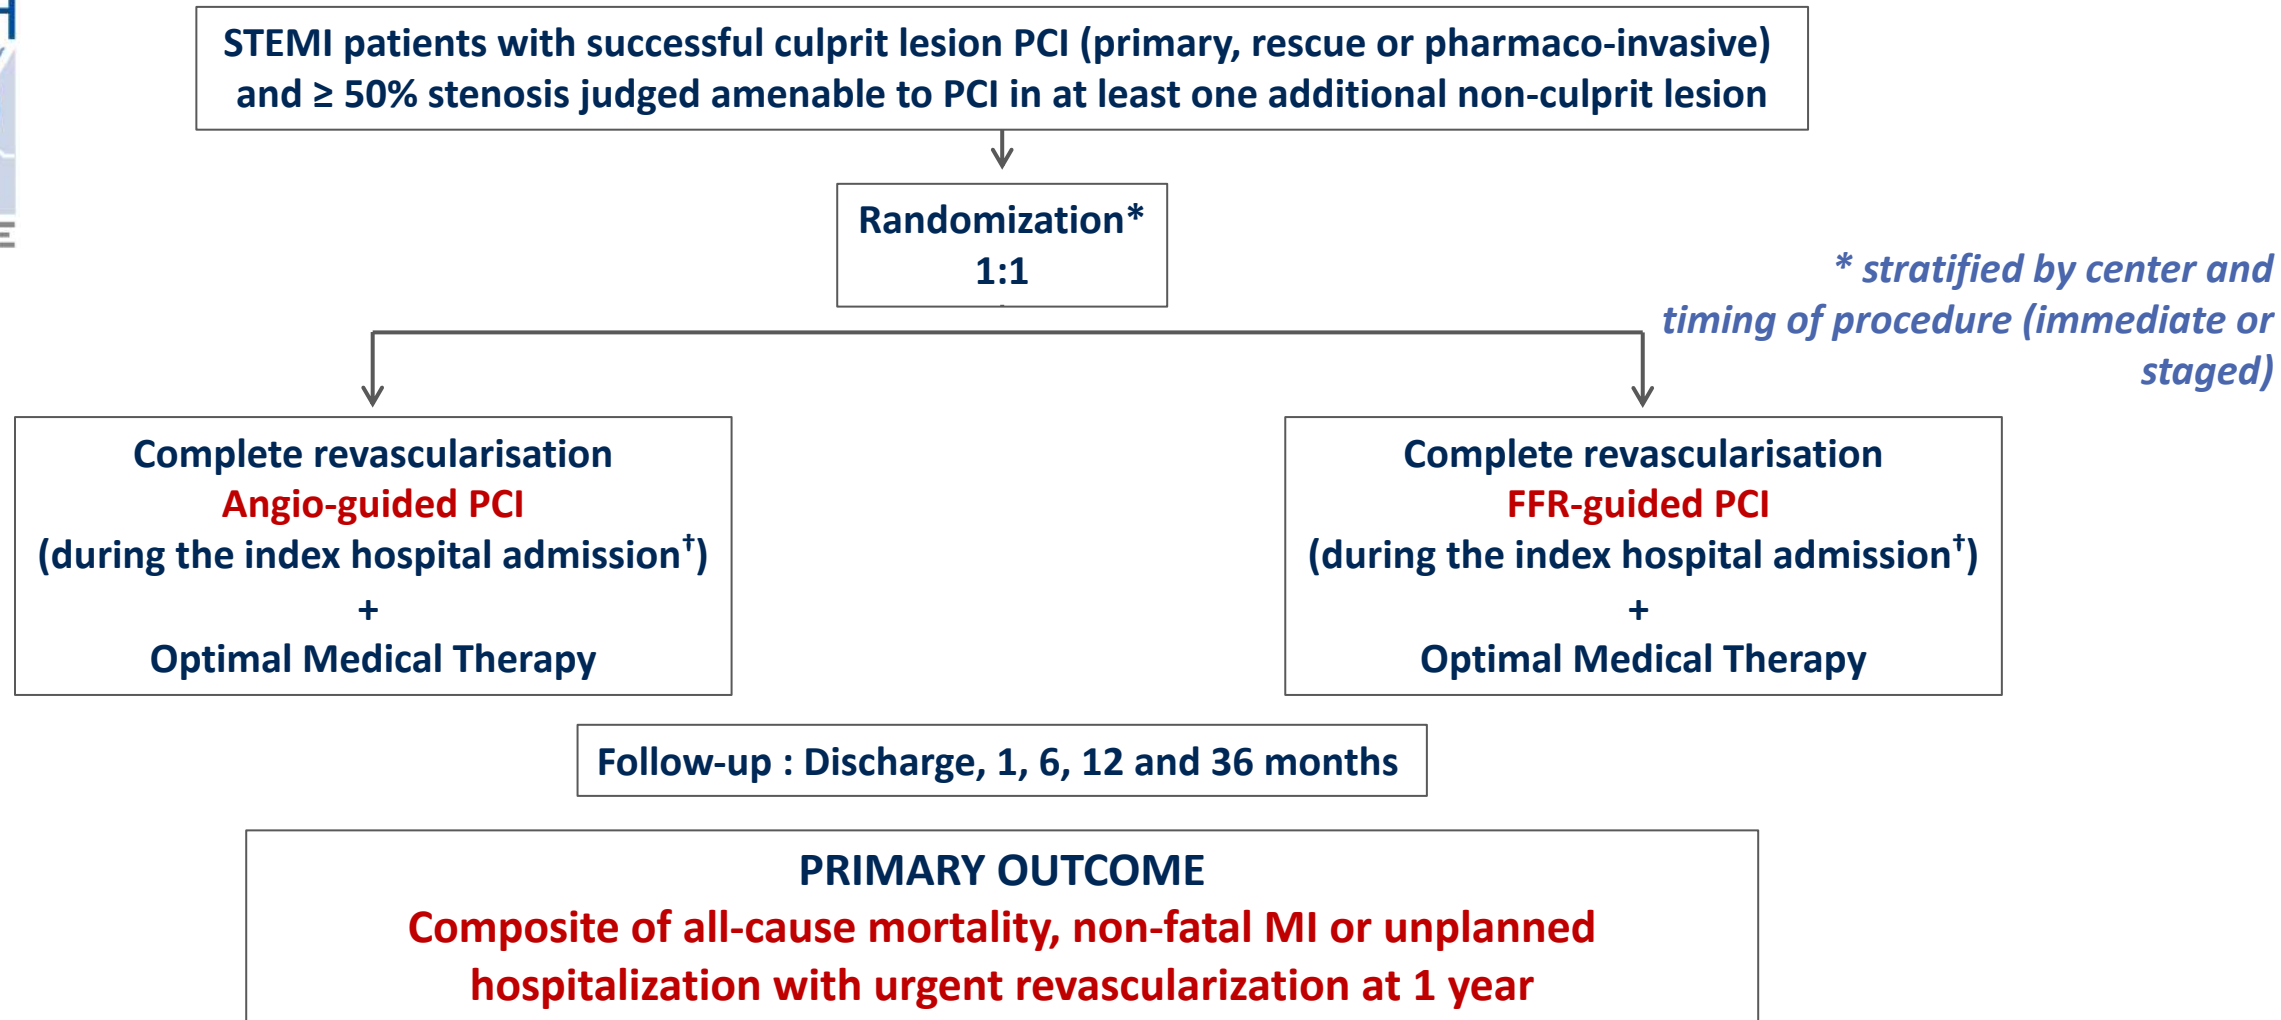 STEMI patients with successful culprit lesion PCI (primary, rescue or pharmaco-invasive)
and ≥ 50% stenosis judged amenable to PCI in at least one additional non-culprit lesion
Randomization*
1:1
* stratified by center and
timing of procedure (immediate or
staged)
Complete revascularisation
Angio-guided PCI
(during the index hospital admission†)
+
Optimal Medical Therapy
Complete revascularisation
FFR-guided PCI
(during the index hospital admission†)
+
Optimal Medical Therapy
Follow-up : Discharge, 1, 6, 12 and 36 months
PRIMARY OUTCOME
Composite of all-cause mortality, non-fatal MI or unplanned
hospitalization with urgent revascularization at 1 year